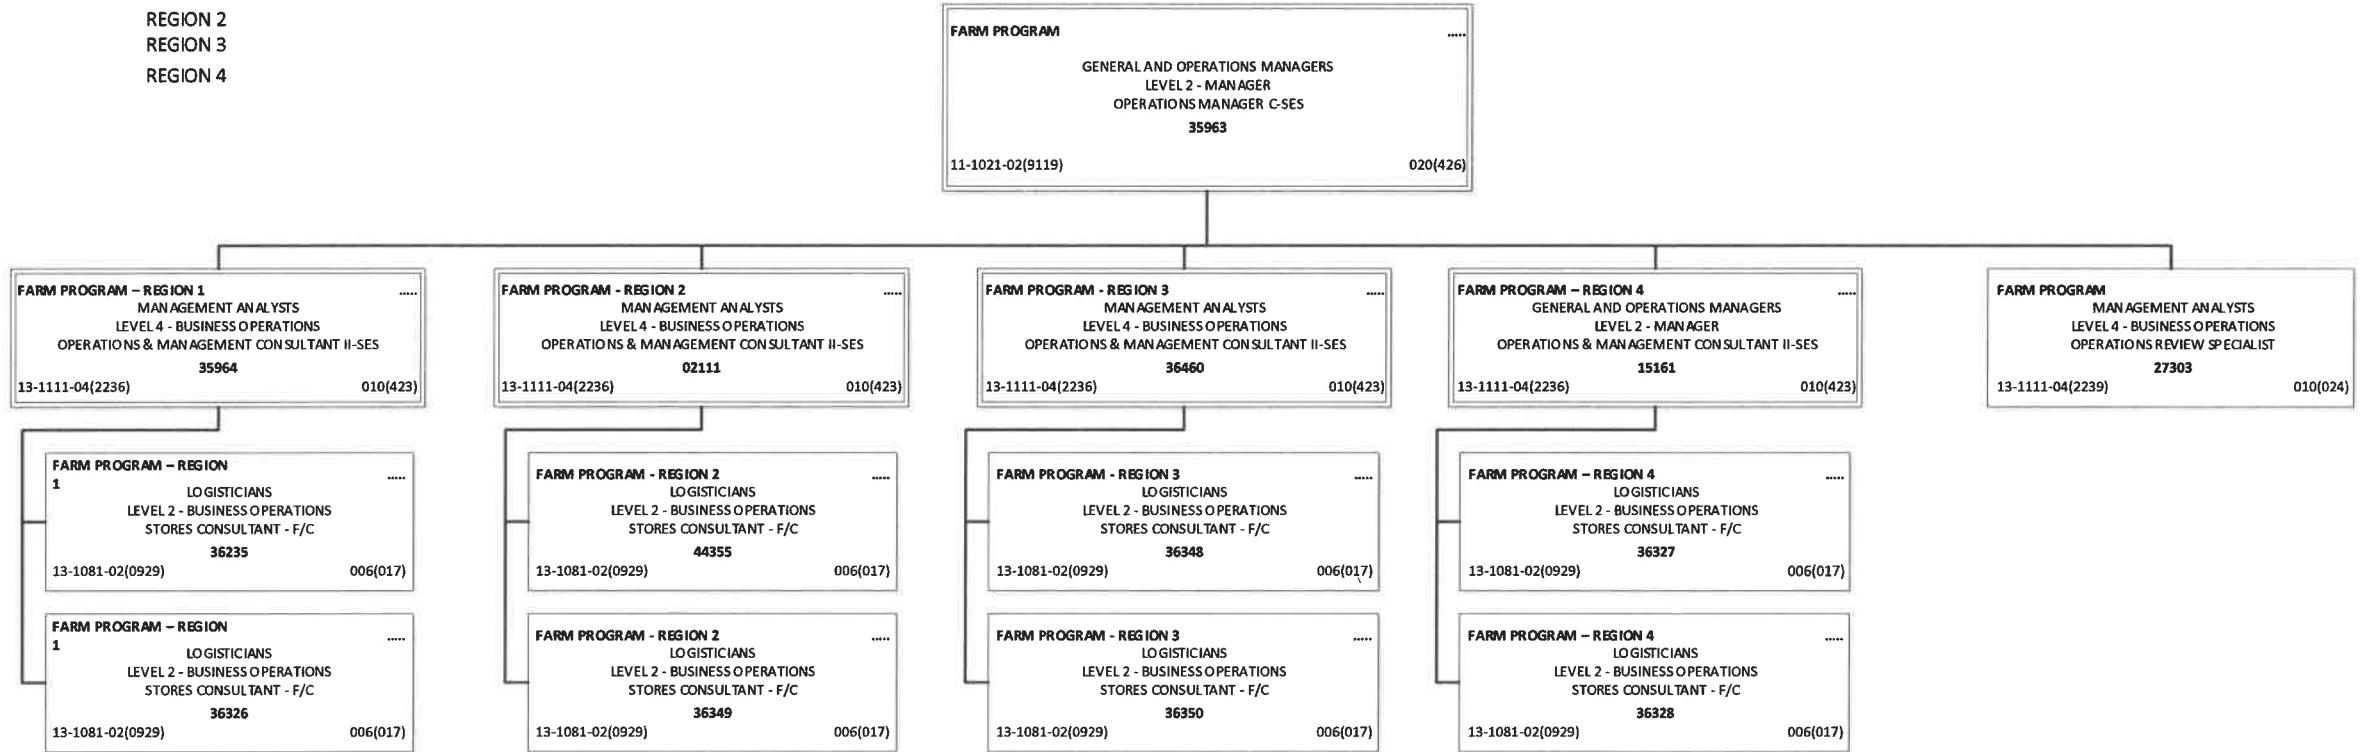 REGION 2
REGION 3
REGION 4
FARM PROGRAM .....
GENERAL AND OPERATIONS MANAGERS
LEVEL 2 - MANAGER
OPERATIONS MANAGER C-SES
35963
11-1021-02(9119) 020(426)
FARM PROGRAM – REGION 1 .....
MANAGEMENT ANALYSTS
LEVEL 4 - BUSINESS OPERATIONS
OPERATIONS & MANAGEMENT CONSULTANT II-SES
35964
13-1111-04(2236) 010(423)
FARM PROGRAM - REGION 2 .....
MANAGEMENT ANALYSTS
LEVEL 4 - BUSINESS OPERATIONS
OPERATIONS & MANAGEMENT CONSULTANT II-SES
02111
13-1111-04(2236) 010(423)
FARM PROGRAM - REGION 3 .....
MANAGEMENT ANALYSTS
LEVEL 4 - BUSINESS OPERATIONS
OPERATIONS & MANAGEMENT CONSULTANT II-SES
36460
13-1111-04(2236) 010(423)
FARM PROGRAM – REGION 4 .....
GENERAL AND OPERATIONS MANAGERS
LEVEL 2 - MANAGER
OPERATIONS & MANAGEMENT CONSULTANT II-SES
15161
13-1111-04(2236) 010(423)
FARM PROGRAM .....
MANAGEMENT ANALYSTS
LEVEL 4 - BUSINESS OPERATIONS
OPERATIONS REVIEW SPECIALIST
27303
13-1111-04(2239) 010(024)
FARM PROGRAM – REGION .....
1
LOGISTICIANS
LEVEL 2 - BUSINESS OPERATIONS
STORES CONSULTANT - F/C
36235
13-1081-02(0929) 006(017)
FARM PROGRAM - REGION 2 .....
LOGISTICIANS
LEVEL 2 - BUSINESS OPERATIONS
STORES CONSULTANT - F/C
44355
13-1081-02(0929) 006(017)
FARM PROGRAM - REGION 3 .....
LOGISTICIANS
LEVEL 2 - BUSINESS OPERATIONS
STORES CONSULTANT - F/C
36348
13-1081-02(0929) 006(017)
FARM PROGRAM – REGION 4 .....
LOGISTICIANS
LEVEL 2 - BUSINESS OPERATIONS
STORES CONSULTANT - F/C
36327
13-1081-02(0929) 006(017)
FARM PROGRAM – REGION .....
1
LOGISTICIANS
LEVEL 2 - BUSINESS OPERATIONS
STORES CONSULTANT - F/C
36326
13-1081-02(0929) 006(017)
FARM PROGRAM - REGION 2 .....
LOGISTICIANS
LEVEL 2 - BUSINESS OPERATIONS
STORES CONSULTANT - F/C
36349
13-1081-02(0929) 006(017)
FARM PROGRAM - REGION 3 .....
LOGISTICIANS
LEVEL 2 - BUSINESS OPERATIONS
STORES CONSULTANT - F/C
36350
13-1081-02(0929) 006(017)
FARM PROGRAM – REGION 4 .....
LOGISTICIANS
LEVEL 2 - BUSINESS OPERATIONS
STORES CONSULTANT - F/C
36328
13-1081-02(0929) 006(017)